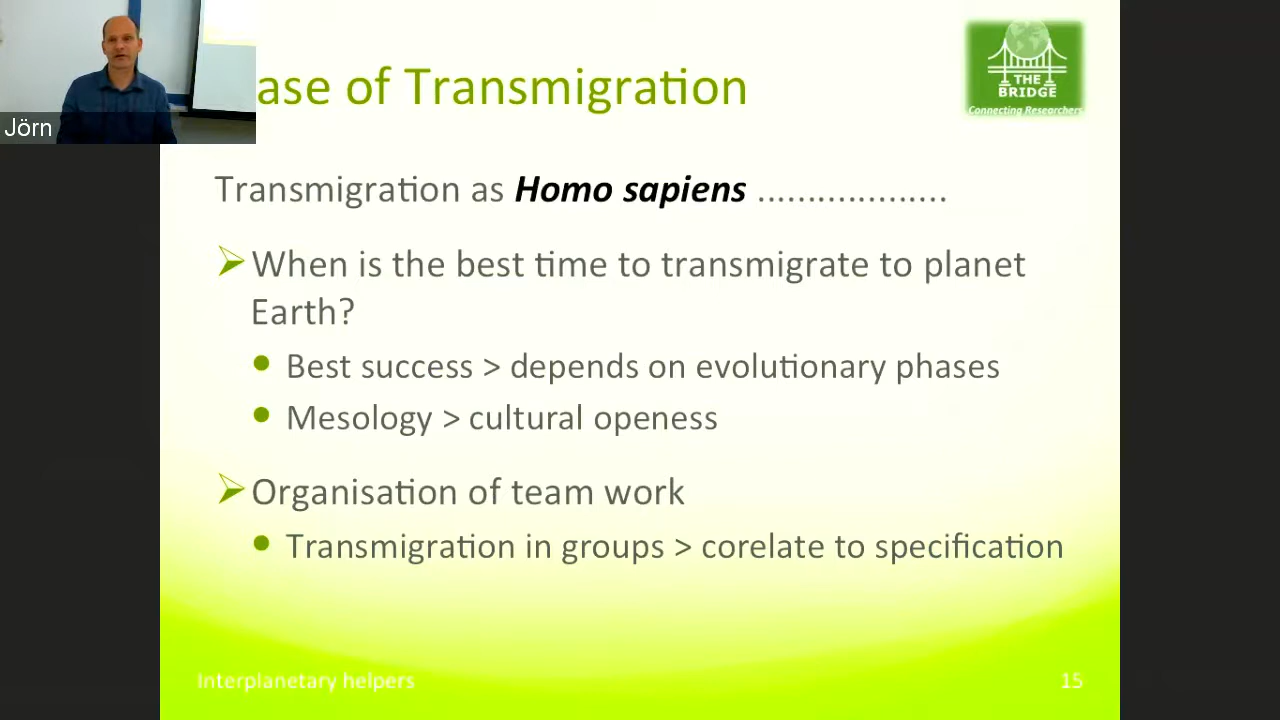 ase of Transmigration
THE
BRIDGE
Connecting Researchers
Jörn
Transmigration as Homo sapiens ...................
When is the best time to transmigrate to planet
Earth?
Best success > depends on evolutionary phases
Mesology > cultural openess
Organisation of team work
Transmigration in groups > corelate to specification
Interplanetary helpers
15